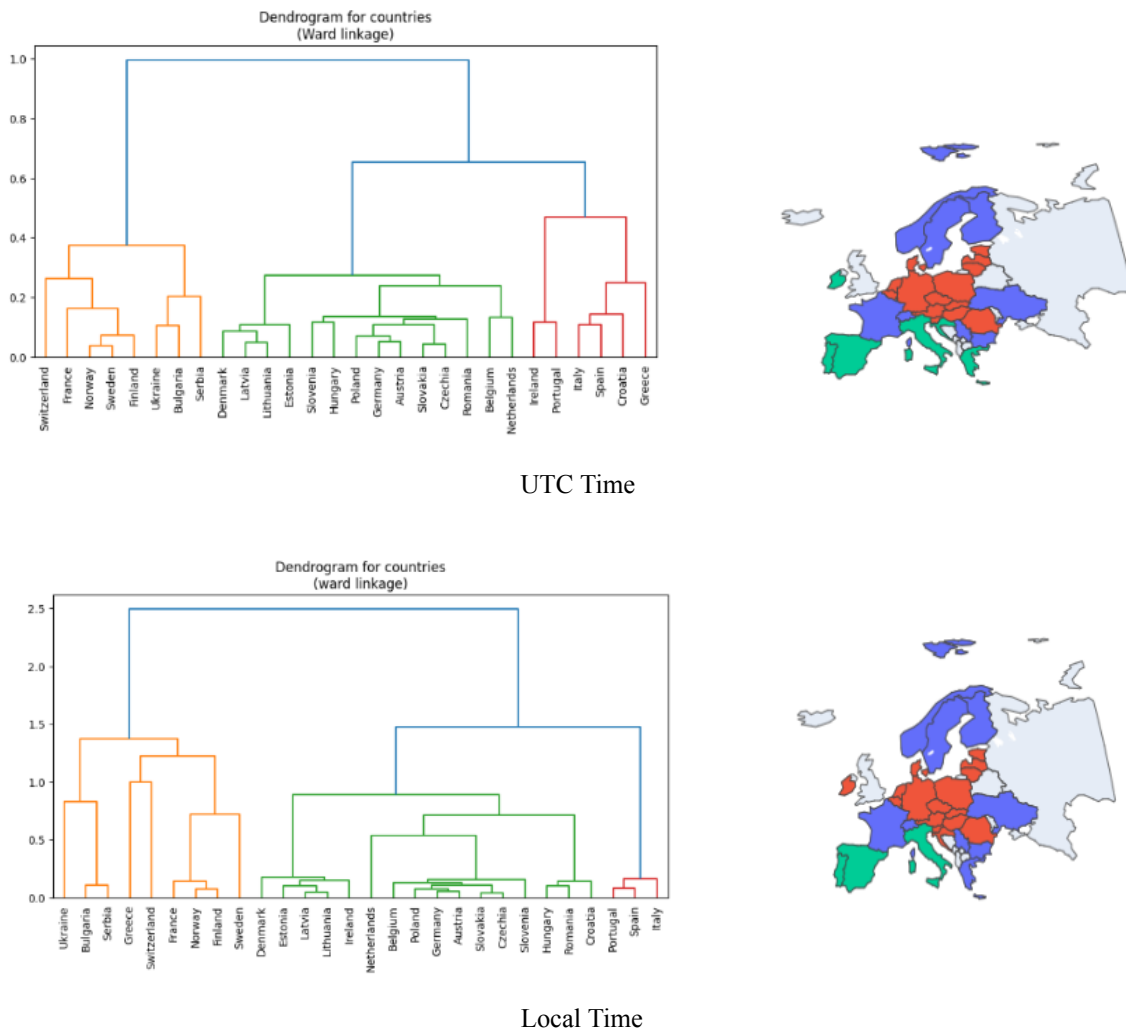 Dendrogram for countries
(Ward linkage)
1.0
0.8
0.6
0.4
0.2
0.0
Switzerland
France
Norway
Sweden
Finland
Ukraine
Bulgaria
Serbia
Denmark
Latvia
Lithuania
Estonia
Slovenia
Hungary
Poland
Germany
Austria
Slovakia
Czechia
Romania
Belgium
Netherlands
Ireland
Portugal
Italy
Spain
Croatia
Greece
UTC Time
Dendrogram for countries
(ward linkage)
2.5
2.0
1.5
1.0
0.5
0.0
Ukraine
Bulgaria
Serbia
Greece
Switzerland
France
Norway
Finland
Sweden
Denmark
Estonia
Latvia
Lithuania
Ireland
Netherlands
Belgium
Poland
Germany
Austria
Slovakia
Czechia
Slovenia
Hungary
Romania
Croatia
Portugal
Spain
Italy
Local Time